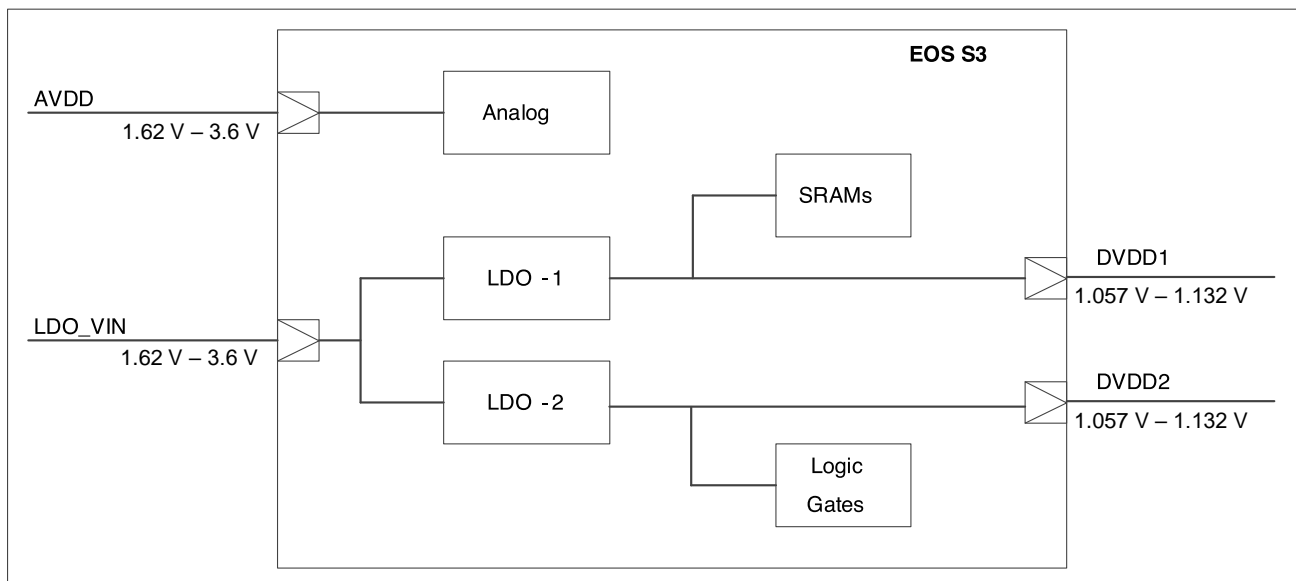 EOS S3
AVDD
1.62 V – 3.6 V
Analog
SRAMs
LDO - 1
DVDD1
1.057 V – 1.132 V
LDO_VIN
1.62 V – 3.6 V
LDO - 2
DVDD2
1.057 V – 1.132 V
Logic
Gates